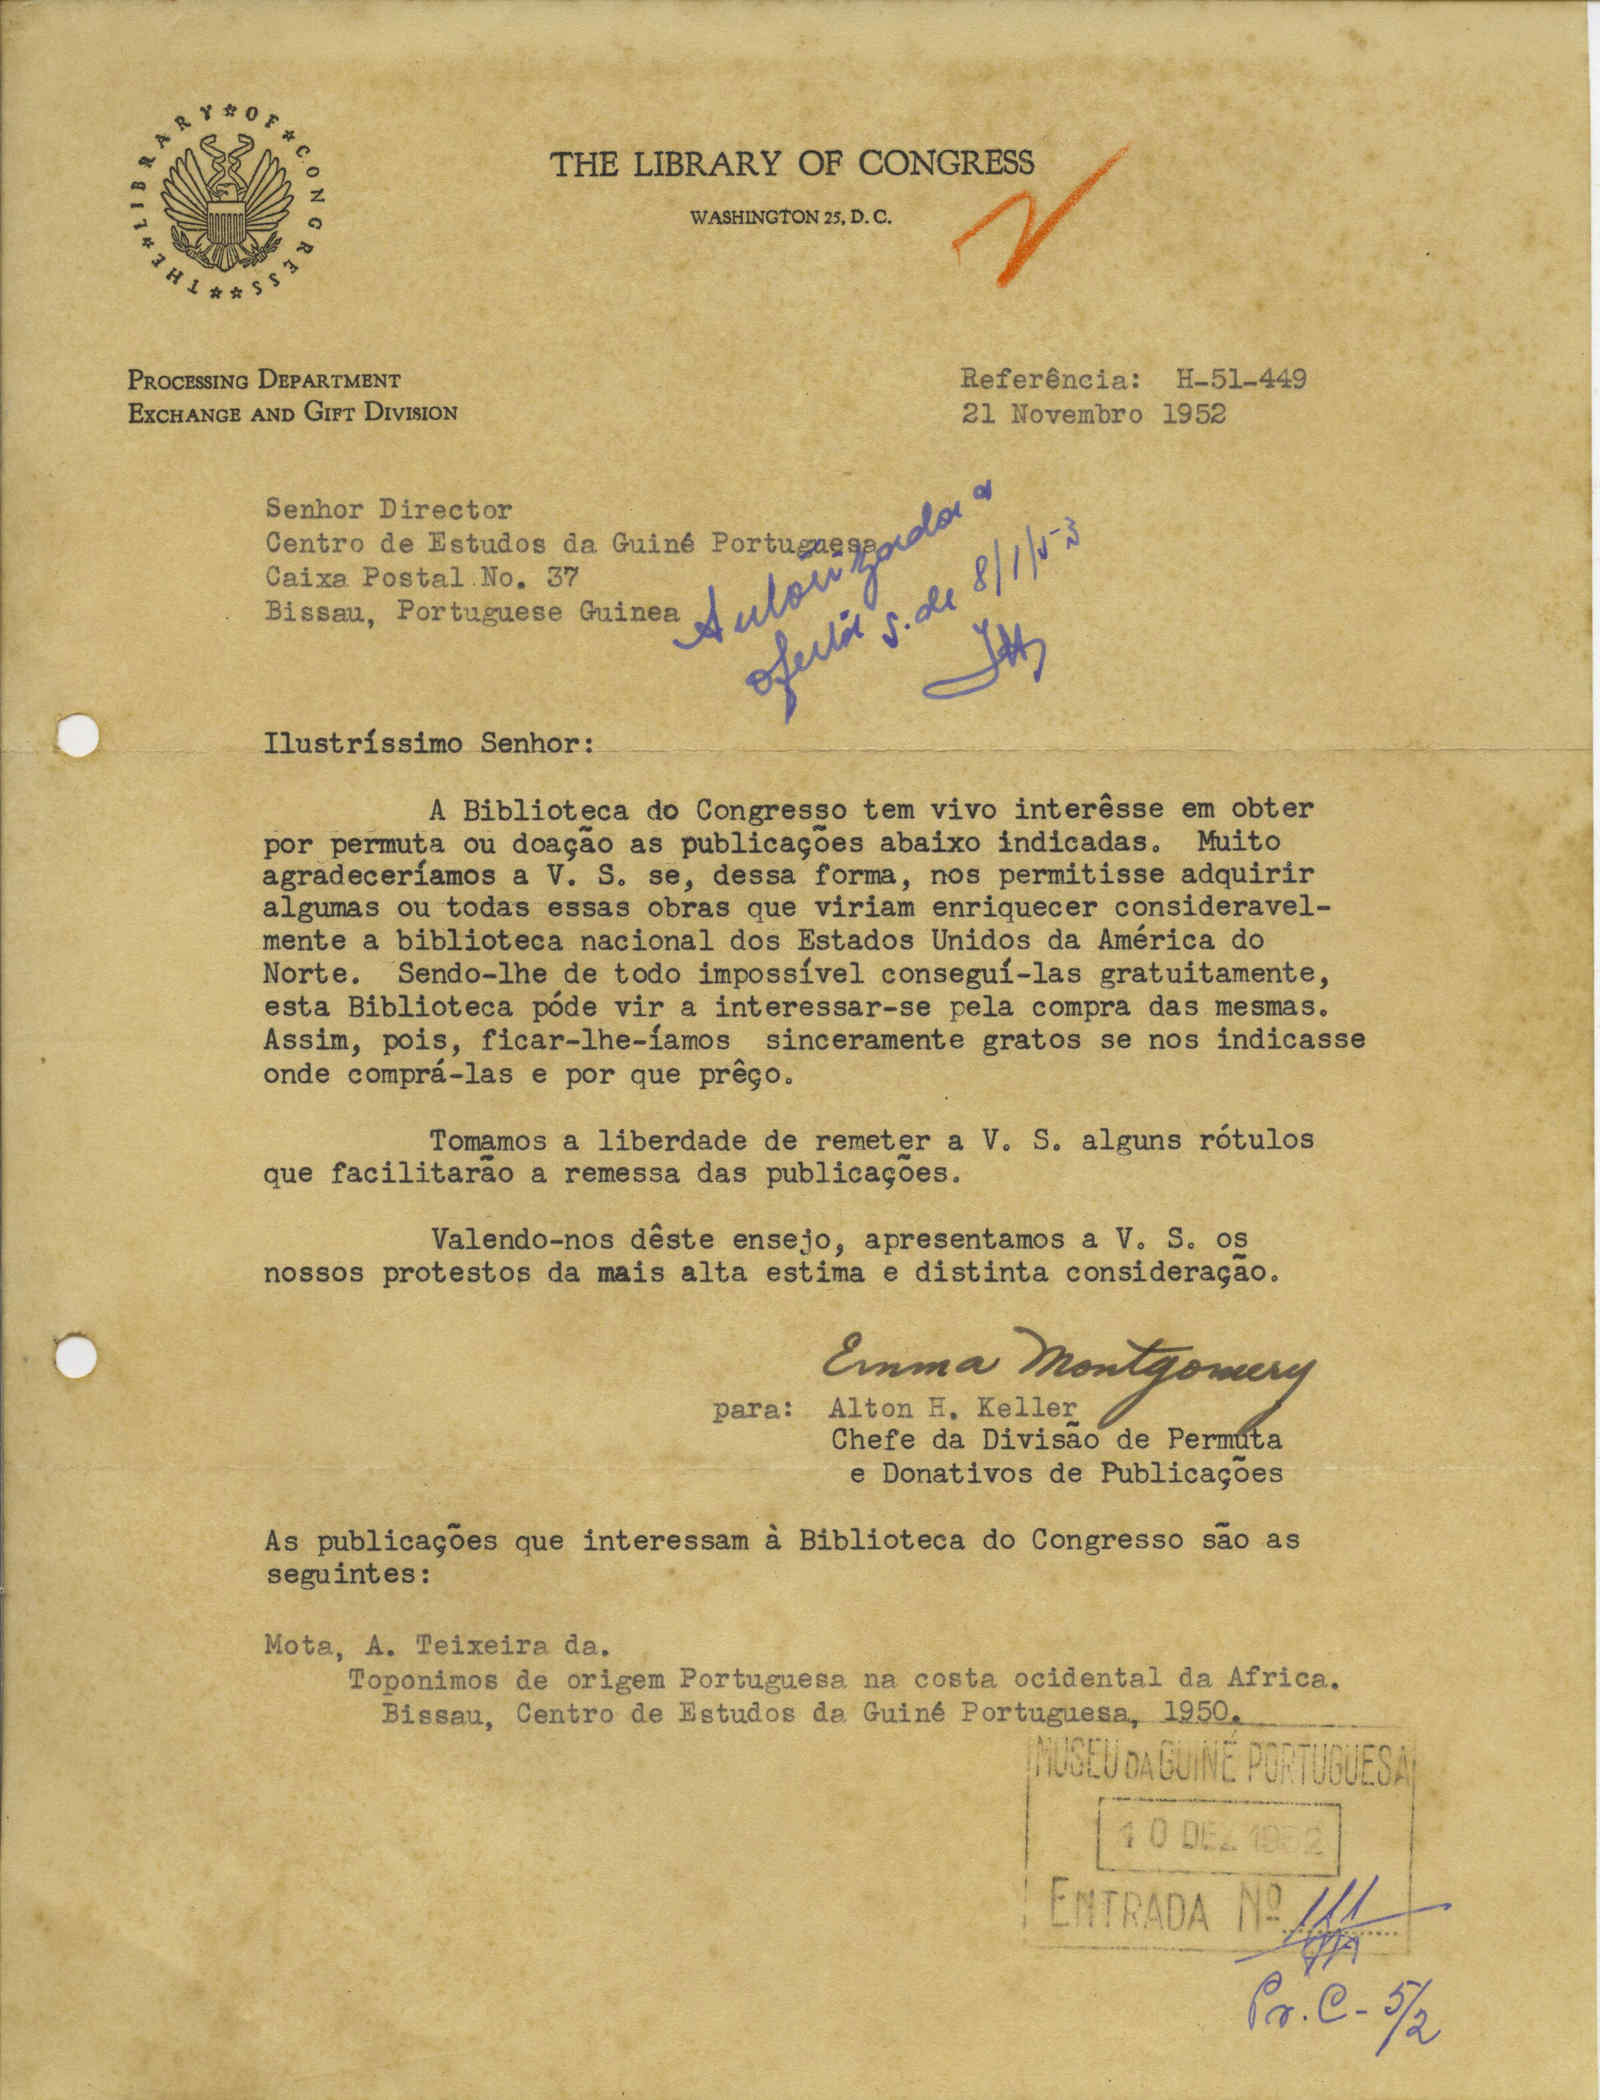 THE * LIBRARY * OF * CONGRESS * *
THE LIBRARY OF CONGRESS
WASHINGTON 25, D. C.
PROCESSING DEPARTMENT
EXCHANGE AND GIFT DIVISION
Referência: H-51-449
21 Novembro 1952
Senhor Director
Centro de Estudos da Guiné Portuguesa
Caixa Postal No. 37
Bissau, Portuguese Guinea
Autorizada a
oferta s. de 8/1/53
Ilustríssimo Senhor:
A Biblioteca do Congresso tem vivo interêsse em obter
por permuta ou doação as publicações abaixo indicadas. Muito
agradeceríamos a V. S. se, dessa forma, nos permitisse adquirir
algumas ou todas essas obras que viriam enriquecer consideravel-
mente a biblioteca nacional dos Estados Unidos da América do
Norte. Sendo-lhe de todo impossível conseguí-las gratuitamente,
esta Biblioteca póde vir a interessar-se pela compra das mesmas.
Assim, pois, ficar-lhe-íamos sinceramente gratos se nos indicasse
onde comprá-las e por que prêço.
Tomamos a liberdade de remeter a V. S. alguns rótulos
que facilitarão a remessa das publicações.
Valendo-nos dêste ensejo, apresentamos a V. S. os
nossos protestos da mais alta estima e distinta consideração.
Emma Montgomery
para: Alton H. Keller
Chefe da Divisão de Permuta
e Donativos de Publicações
As publicações que interessam à Biblioteca do Congresso são as
seguintes:
Mota, A. Teixeira da.
Toponimos de origem Portuguesa na costa ocidental da Africa.
Bissau, Centro de Estudos da Guiné Portuguesa, 1950.
MUSEU DA GUINÉ PORTUGUESA
10 DEZ 1952
ENTRADA Nº 111
Pr. C - 5/2